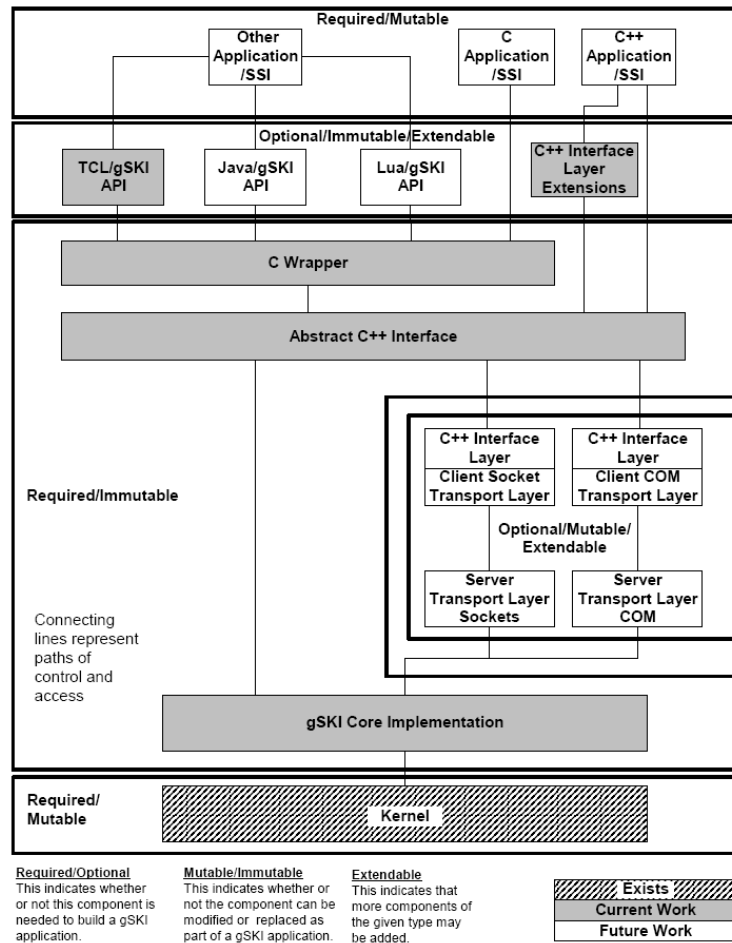 Required/Mutable
Other
Application
/SSI
C
Application
/SSI
C++
Application
/SSI
Optional/Immutable/Extendable
TCL/gSKI
API
Java/gSKI
API
Lua/gSKI
API
C++ Interface
Layer
Extensions
C Wrapper
Abstract C++ Interface
Required/Immutable
C++ Interface
Layer
Client Socket
Transport Layer
C++ Interface
Layer
Client COM
Transport Layer
Optional/Mutable/
Extendable
Server
Transport Layer
Sockets
Server
Transport Layer
COM
Connecting
lines represent
paths of
control and
access
gSKI Core Implementation
Required/
Mutable
Kernel
Required/Optional
This indicates whether
or not this component is
needed to build a gSKI
application.
Mutable/Immutable
This indicates whether or
not the component can be
modified or replaced as
part of a gSKI application.
Extendable
This indicates that
more components of
the given type may
be added.
Exists
Current Work
Future Work